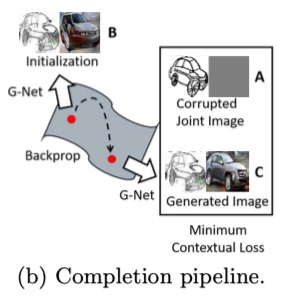 B
Initialization
G-Net
A
Corrupted
Joint Image
Backprop
C
G-Net
Generated Image
Minimum
Contextual Loss
(b) Completion pipeline.